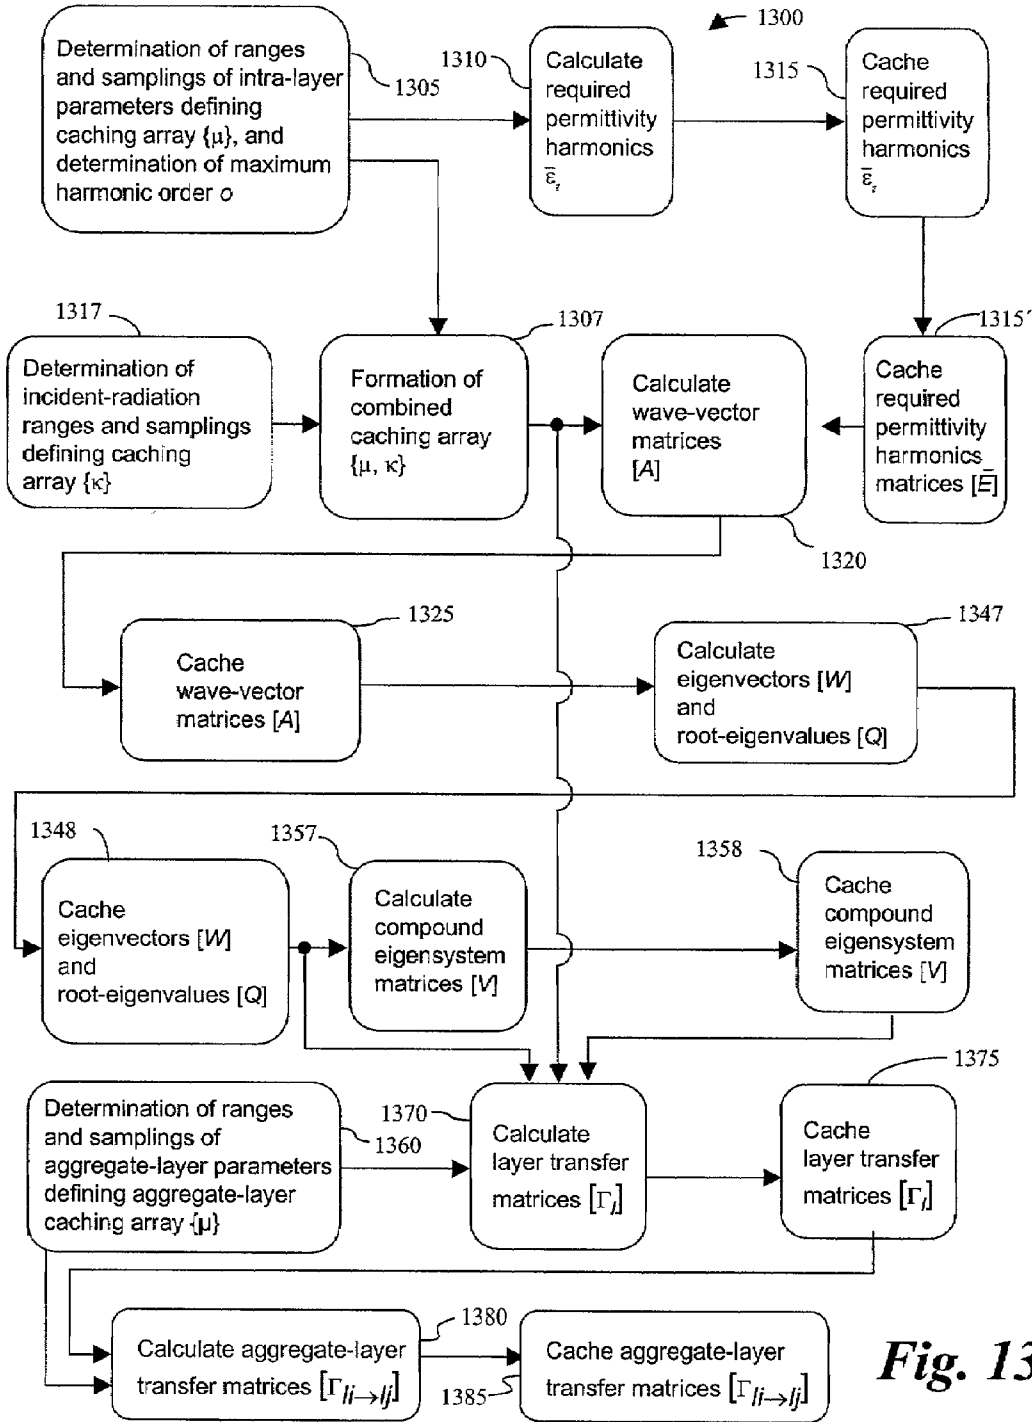 1300
Determination of ranges
and samplings of intra-layer
parameters defining
caching array {μ}, and
determination of maximum
harmonic order o
1305
1310
Calculate
required
permittivity
harmonics
ε̅ᵢ
1315
Cache
required
permittivity
harmonics
ε̅ᵢ
1317
Determination of
incident-radiation
ranges and samplings
defining caching
array {κ}
1307
Formation of
combined
caching array
{μ, κ}
Calculate
wave-vector
matrices
[A]
1320
1315'
Cache
required
permittivity
harmonics
matrices [E̅]
1325
Cache
wave-vector
matrices [A]
1347
Calculate
eigenvectors [W]
and
root-eigenvalues [Q]
1348
Cache
eigenvectors [W]
and
root-eigenvalues [Q]
1357
Calculate
compound
eigensystem
matrices [V]
1358
Cache
compound
eigensystem
matrices [V]
Determination of ranges
and samplings of
aggregate-layer parameters
defining aggregate-layer
caching array {μ}
1360
1370
Calculate
layer transfer
matrices [Γl]
1375
Cache
layer transfer
matrices [Γl]
1380
Calculate aggregate-layer
transfer matrices [Γli→lj]
1385
Cache aggregate-layer
transfer matrices [Γli→lj]
Fig. 13